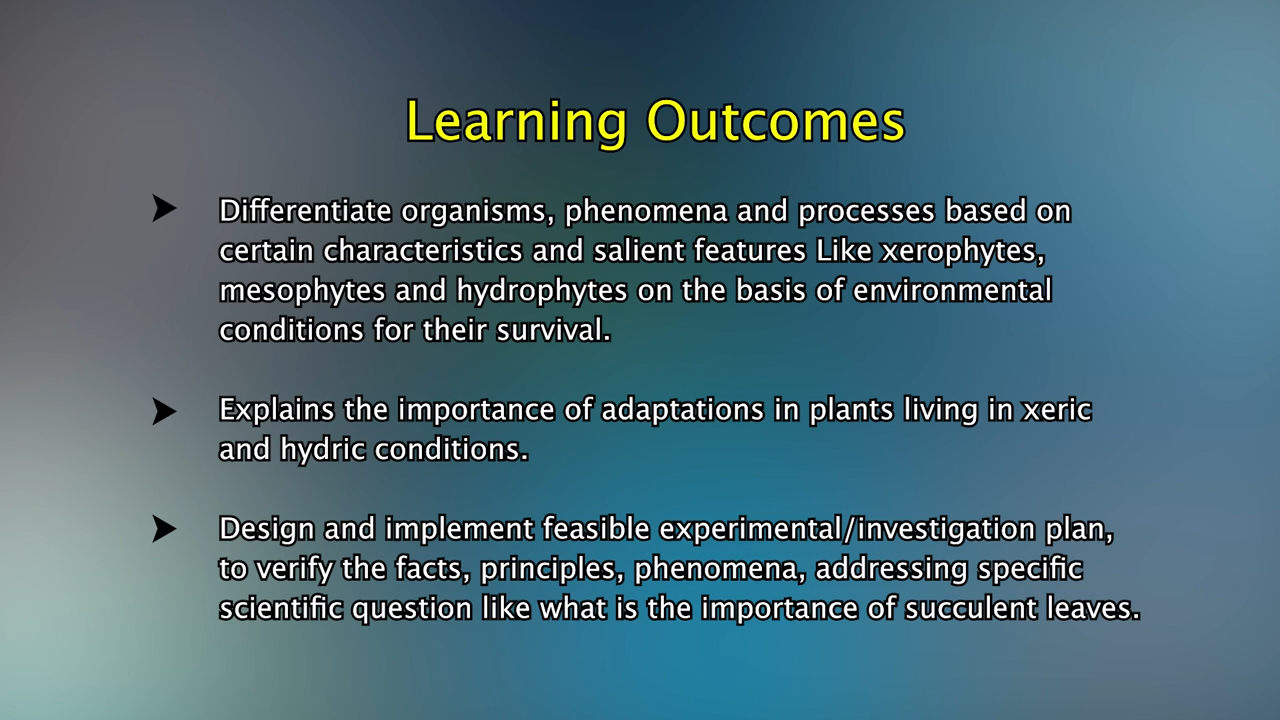 Learning Outcomes
Differentiate organisms, phenomena and processes based on
certain characteristics and salient features Like xerophytes,
mesophytes and hydrophytes on the basis of environmental
conditions for their survival.
Explains the importance of adaptations in plants living in xeric
and hydric conditions.
Design and implement feasible experimental/investigation plan,
to verify the facts, principles, phenomena, addressing specific
scientific question like what is the importance of succulent leaves.